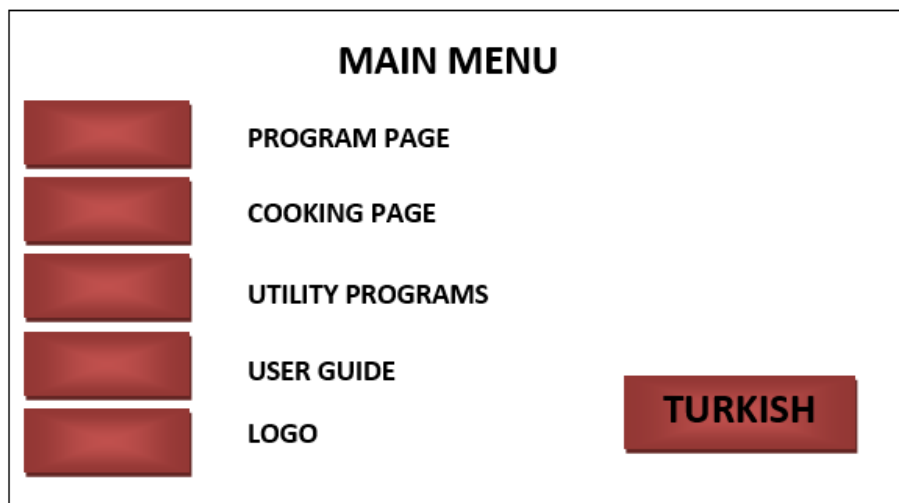 MAIN MENU
PROGRAM PAGE
COOKING PAGE
UTILITY PROGRAMS
USER GUIDE
LOGO
TURKISH